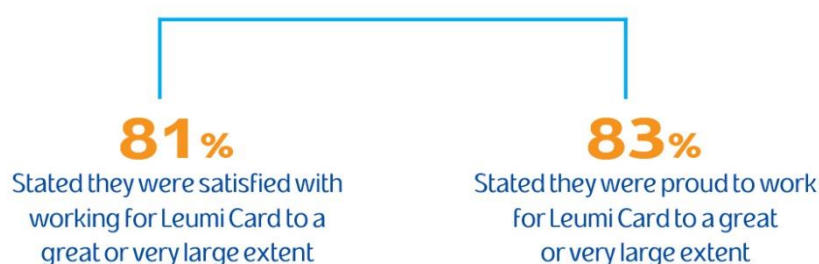 81%
Stated they were satisfied with
working for Leumi Card to a
great or very large extent
83%
Stated they were proud to work
for Leumi Card to a great
or very large extent